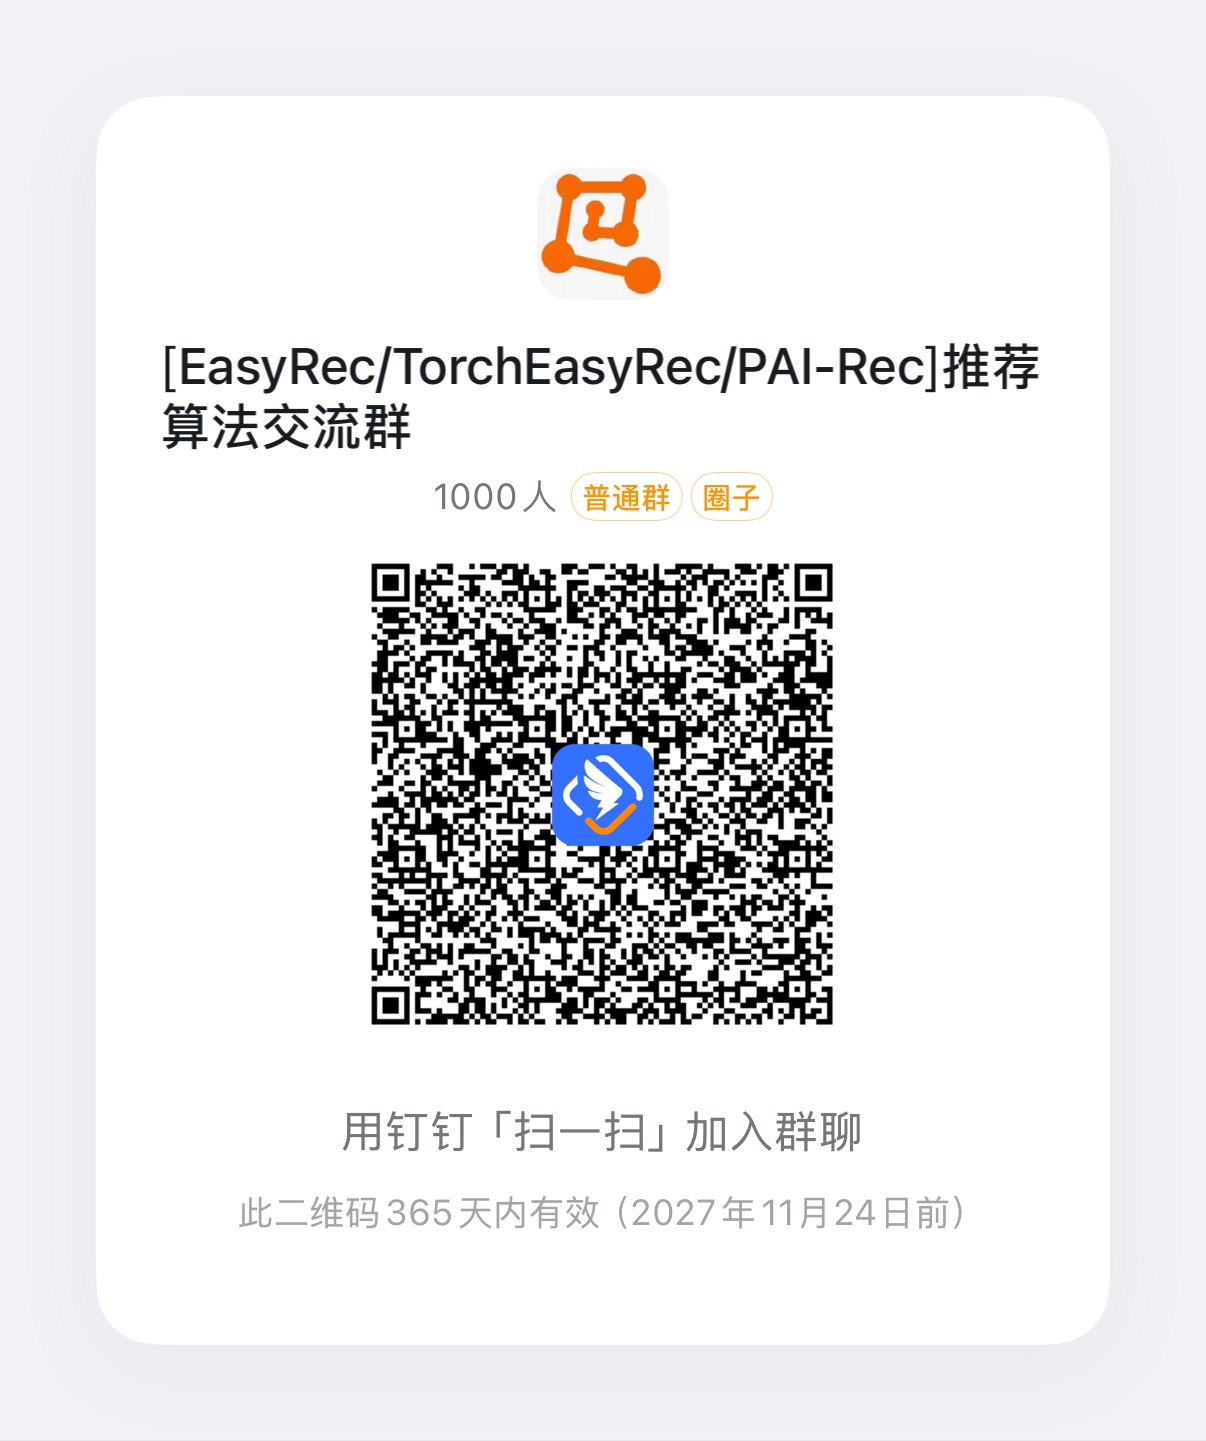 [EasyRec/TorchEasyRec/PAI-Rec]推荐
算法交流群
1000人 普通群 圈子
用钉钉「扫一扫」加入群聊
此二维码365天内有效（2027年11月24日前）